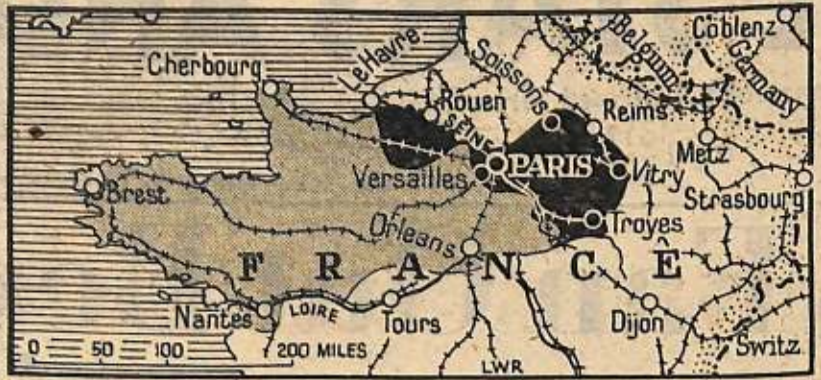 Cherbourg
Le Havre
Rouen
SEINE
Soissons
Belgium
Coblenz
Germany
Reims
Metz
Brest
Versailles
PARIS
Vitry
Strasbourg
Orleans
Troyes
FRANCE
Nantes
LOIRE
Tours
Dijon
Switz.
0 50 100 200 MILES
LWR